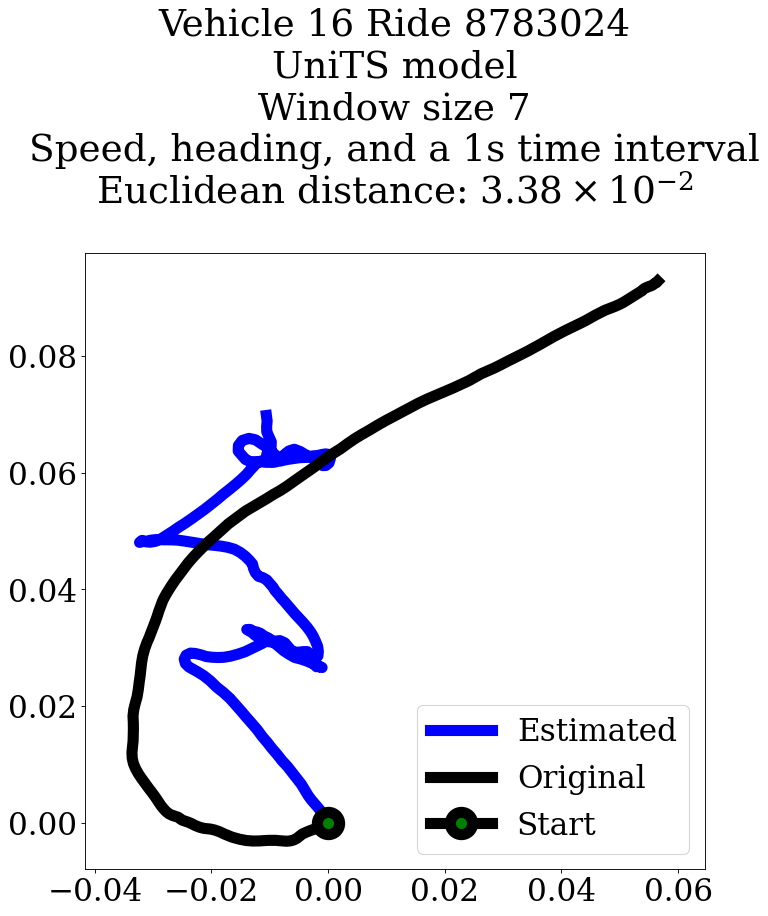 Vehicle 16 Ride 8783024
UniTS model
Window size 7
Speed, heading, and a 1s time interval
Euclidean distance: 3.38 × 10⁻²
0.08
0.06
0.04
0.02
0.00
−0.04 −0.02 0.00 0.02 0.04 0.06
Estimated
Original
Start